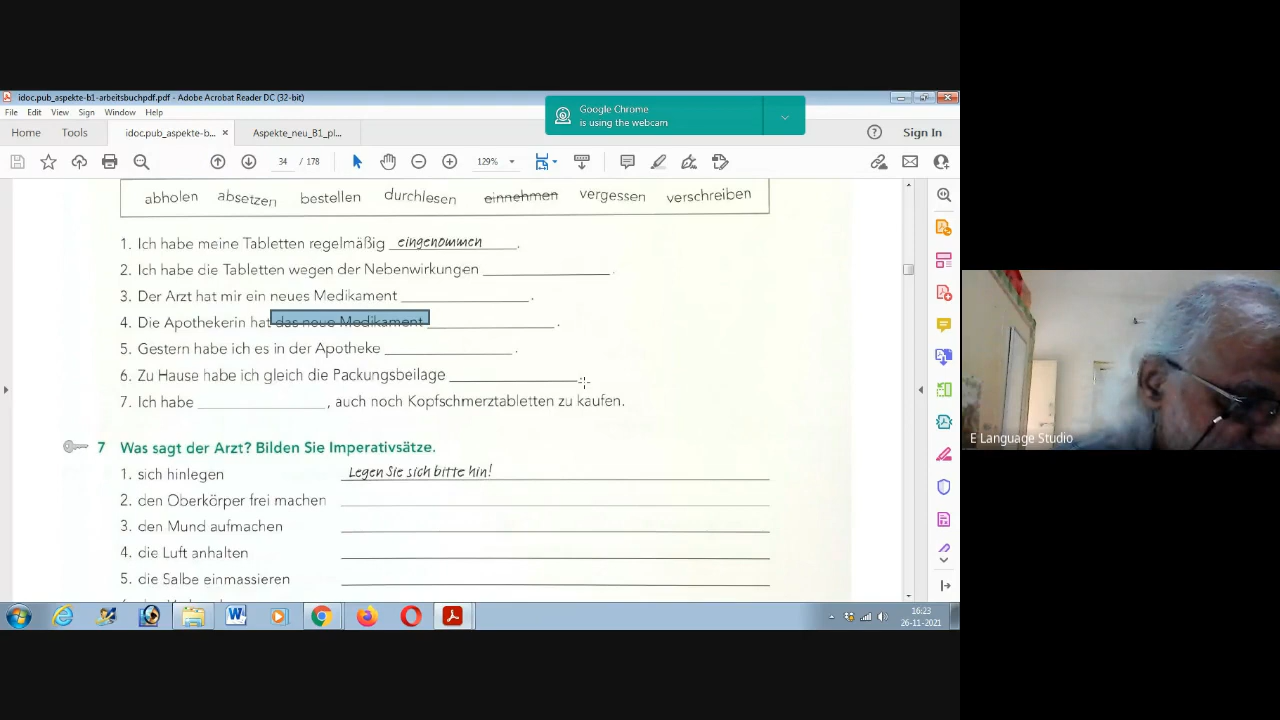 idoc.pub_aspekte-b1-arbeitsbuchpdf.pdf - Adobe Acrobat Reader DC (32-bit)
File Edit View Sign Window Help
Google Chrome
is using the webcam
Home Tools idoc.pub_aspekte-b... Aspekte_neu_B1_pl... Sign In
34 / 178 129%
abholen absetzen bestellen durchlesen einnehmen vergessen verschreiben
1. Ich habe meine Tabletten regelmäßig eingenommen.
2. Ich habe die Tabletten wegen der Nebenwirkungen ____________.
3. Der Arzt hat mir ein neues Medikament ____________.
4. Die Apothekerin hat das neue Medikament ____________.
5. Gestern habe ich es in der Apotheke ____________.
6. Zu Hause habe ich gleich die Packungsbeilage ____________
7. Ich habe ____________, auch noch Kopfschmerztabletten zu kaufen.
7 Was sagt der Arzt? Bilden Sie Imperativsätze.
1. sich hinlegen Legen Sie sich bitte hin!
2. den Oberkörper frei machen
3. den Mund aufmachen
4. die Luft anhalten
5. die Salbe einmassieren
E Language Studio
16:23
26-11-2021